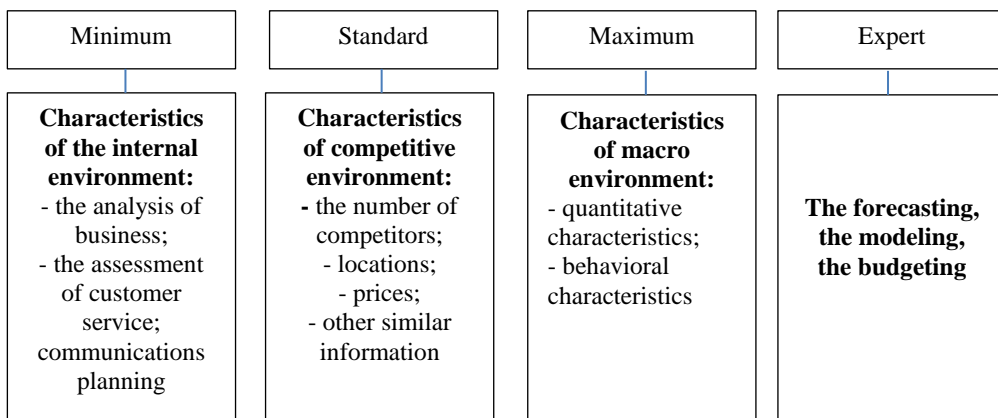 Minimum
Standard
Maximum
Expert
Characteristics
of the internal
environment:
- the analysis of
business;
- the assessment
of customer
service;
communications
planning
Characteristics
of competitive
environment:
- the number of
competitors;
- locations;
- prices;
- other similar
information
Characteristics
of macro
environment:
- quantitative
characteristics;
- behavioral
characteristics
The forecasting,
the modeling,
the budgeting